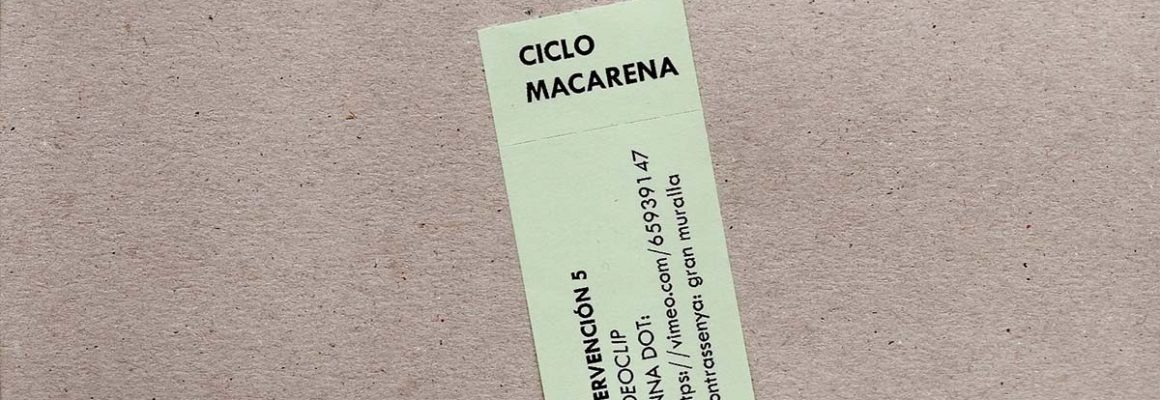 CICLO
MACARENA
ERVENCIÓN 5
DEOCLIP
NNA DOT:
tps://vimeo.com/65939147
ontrassenya: gran muralla